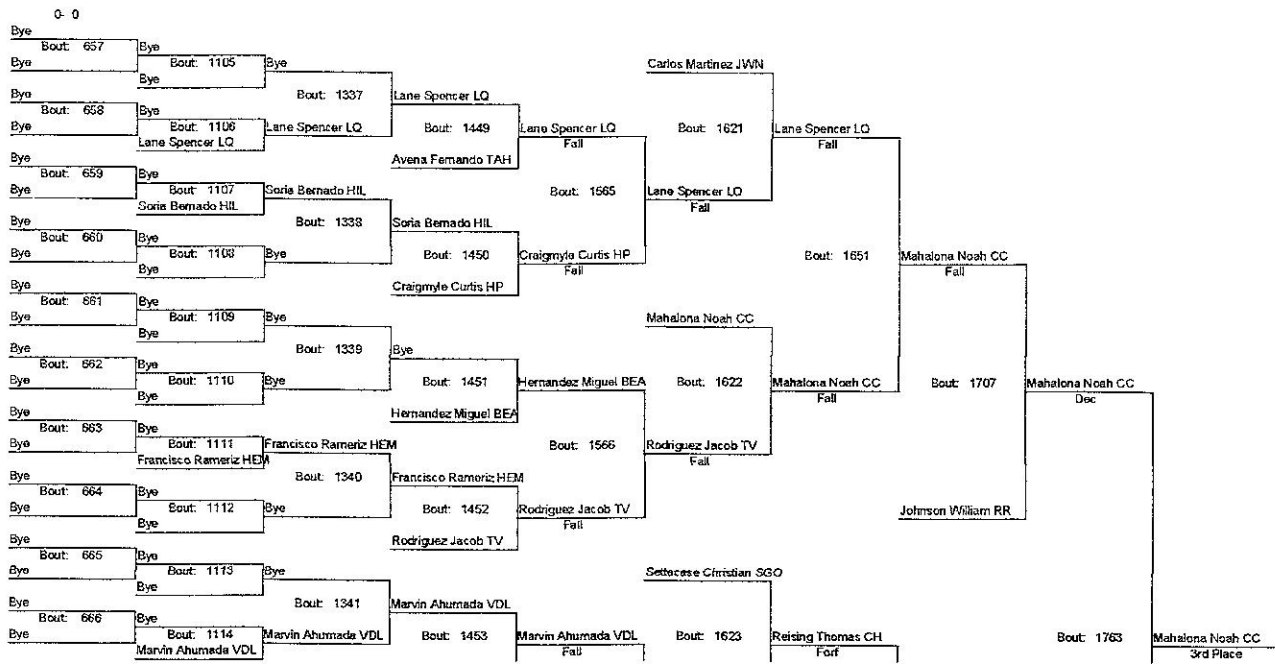 0- 0
Bye
Bout: 657 Bye
Bye Bout: 1105 Bye Carlos Martinez JWN
Bye
Bye Bout: 1337 Lane Spencer LQ
Bout: 658 Bye
Bye Bout: 1106 Lane Spencer LQ Bout: 1449 Lane Spencer LQ Bout: 1621 Lane Spencer LQ
Lane Spencer LQ Fall Fall
Bye Avena Fernando TAH
Bout: 659 Bye
Bye Bout: 1107 Soria Bernado HIL Bout: 1565 Lane Spencer LQ
Soria Bernado HIL Fall
Bye Bout: 1338 Soria Bernado HIL
Bout: 660 Bye
Bye Bout: 1108 Bye Bout: 1450 Craigmyle Curtis HP Bout: 1651 Mahalona Noah CC
Bye Fall Fall
Bye Craigmyle Curtis HP
Bout: 661 Bye
Bye Bout: 1109 Bye Mahalona Noah CC
Bye
Bye Bout: 1339 Bye
Bout: 662 Bye
Bye Bout: 1110 Bye Bout: 1451 Hernandez Miguel BEA Bout: 1622 Mahalona Noah CC Bout: 1707 Mahalona Noah CC
Bye Fall Dec
Bye Hernandez Miguel BEA
Bout: 663 Bye
Bye Bout: 1111 Francisco Rameriz HEM Bout: 1566 Rodriguez Jacob TV
Francisco Rameriz HEM Fall
Bye Bout: 1340 Francisco Rameriz HEM
Bout: 664 Bye
Bye Bout: 1112 Bye Bout: 1452 Rodriguez Jacob TV Johnson William RR
Bye Fall
Bye Rodriguez Jacob TV
Bout: 665 Bye
Bye Bout: 1113 Bye Settecase Christian SGO
Bye
Bye Bout: 1341 Marvin Ahumada VDL
Bout: 666 Bye
Bye Bout: 1114 Marvin Ahumada VDL Bout: 1453 Marvin Ahumada VDL Bout: 1623 Reising Thomas CH Bout: 1763 Mahalona Noah CC
Marvin Ahumada VDL Fall Forf 3rd Place